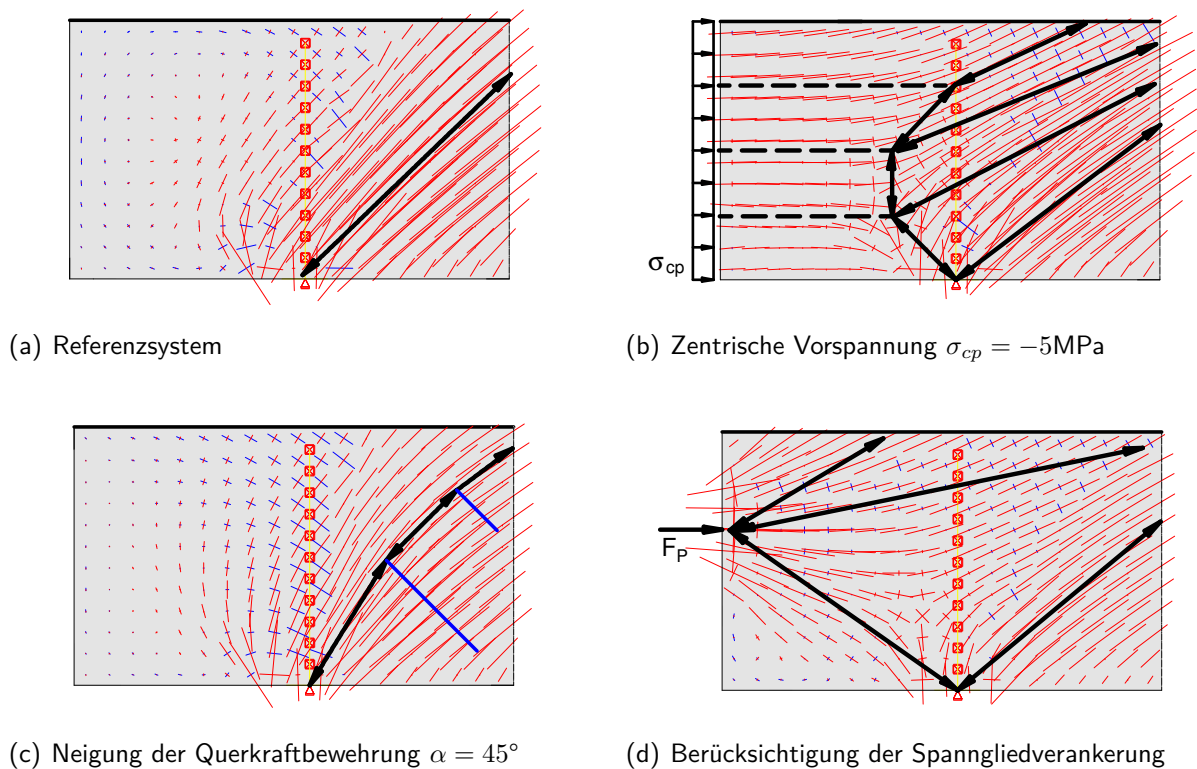 σcp
(a) Referenzsystem
(b) Zentrische Vorspannung σcp = −5MPa
FP
(c) Neigung der Querkraftbewehrung α = 45°
(d) Berücksichtigung der Spanngliedverankerung